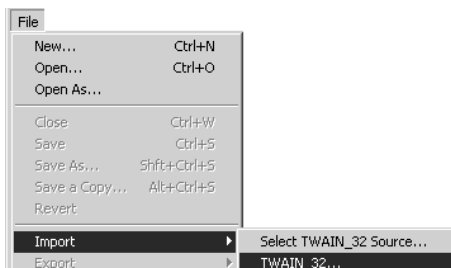 File
New... Ctrl+N
Open... Ctrl+O
Open As...
Close Ctrl+W
Save Ctrl+S
Save As... Shft+Ctrl+S
Save a Copy... Alt+Ctrl+S
Revert
Import Select TWAIN_32 Source...
Export TWAIN_32...